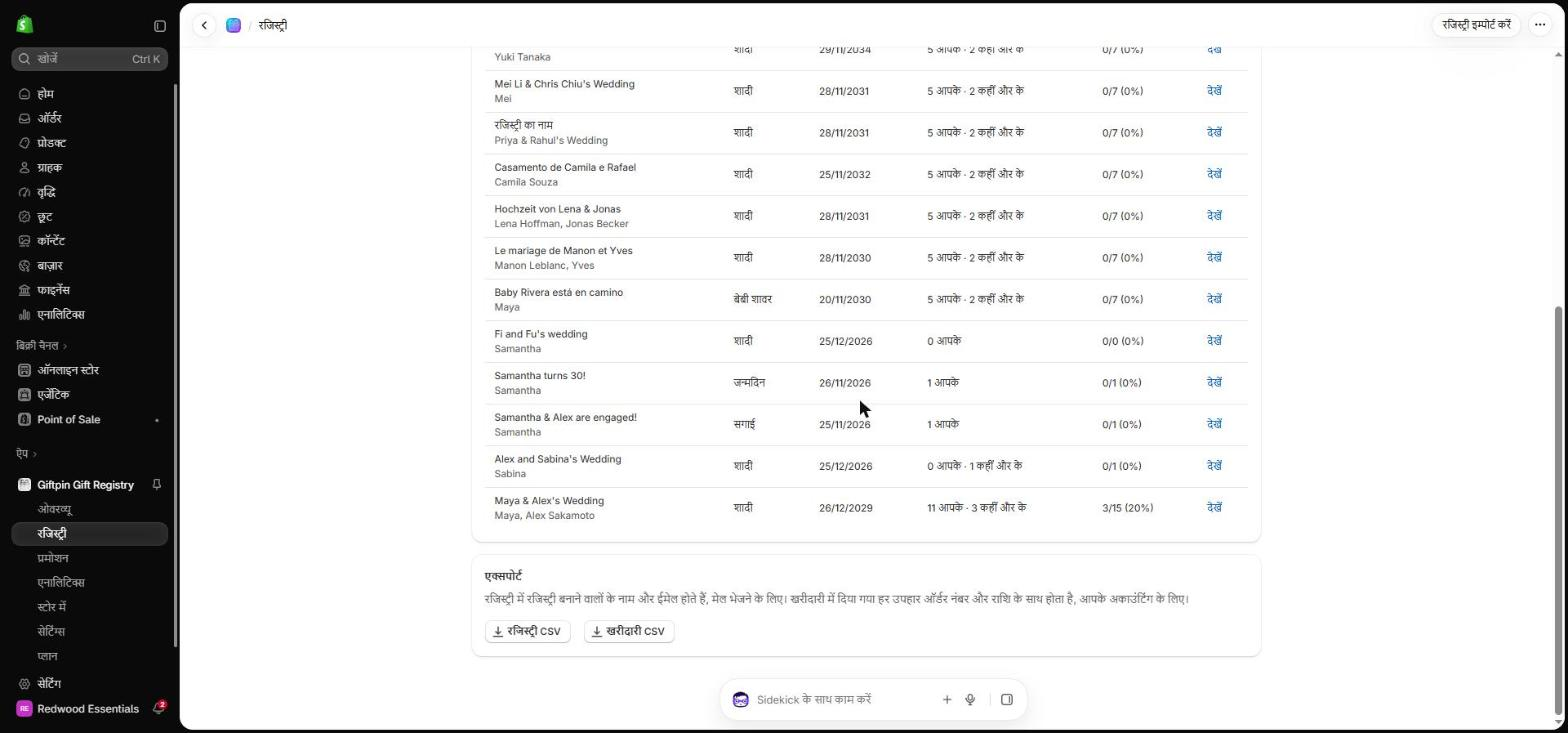 रजिस्ट्री
रजिस्ट्री इम्पोर्ट करें
खोजें Ctrl K
होम
ऑर्डर
प्रोडक्ट
ग्राहक
वृद्धि
छूट
कॉन्टेंट
बाज़ार
फाइनेंस
एनालिटिक्स
बिक्री चैनल
ऑनलाइन स्टोर
एजेंटिक
Point of Sale
ऐप
Giftpin Gift Registry
ओवरव्यू
रजिस्ट्री
प्रमोशन
एनालिटिक्स
स्टोर में
सेटिंग्स
प्लान
सेटिंग
RE Redwood Essentials 2
शादी 29/11/2034 5 आपके · 2 कहीं और के 0/7 (0%) देखें
Yuki Tanaka
Mei Li & Chris Chiu's Wedding
Mei
शादी 28/11/2031 5 आपके · 2 कहीं और के 0/7 (0%) देखें
रजिस्ट्री का नाम
Priya & Rahul's Wedding
शादी 28/11/2031 5 आपके · 2 कहीं और के 0/7 (0%) देखें
Casamento de Camila e Rafael
Camila Souza
शादी 25/11/2032 5 आपके · 2 कहीं और के 0/7 (0%) देखें
Hochzeit von Lena & Jonas
Lena Hoffman, Jonas Becker
शादी 28/11/2031 5 आपके · 2 कहीं और के 0/7 (0%) देखें
Le mariage de Manon et Yves
Manon Leblanc, Yves
शादी 28/11/2030 5 आपके · 2 कहीं और के 0/7 (0%) देखें
Baby Rivera está en camino
Maya
बेबी शावर 20/11/2030 5 आपके · 2 कहीं और के 0/7 (0%) देखें
Fi and Fu's wedding
Samantha
शादी 25/12/2026 0 आपके 0/0 (0%) देखें
Samantha turns 30!
Samantha
जन्मदिन 26/11/2026 1 आपके 0/1 (0%) देखें
Samantha & Alex are engaged!
Samantha
सगाई 25/11/2026 1 आपके 0/1 (0%) देखें
Alex and Sabina's Wedding
Sabina
शादी 25/12/2026 0 आपके · 1 कहीं और के 0/1 (0%) देखें
Maya & Alex's Wedding
Maya, Alex Sakamoto
शादी 26/12/2029 11 आपके · 3 कहीं और के 3/15 (20%) देखें
एक्सपोर्ट
रजिस्ट्री में रजिस्ट्री बनाने वालों के नाम और ईमेल होते हैं, मेल भेजने के लिए। खरीदारी में दिया गया हर उपहार ऑर्डर नंबर और राशि के साथ होता है, आपके अकाउंटिंग के लिए।
रजिस्ट्री CSV
खरीदारी CSV
Sidekick के साथ काम करें